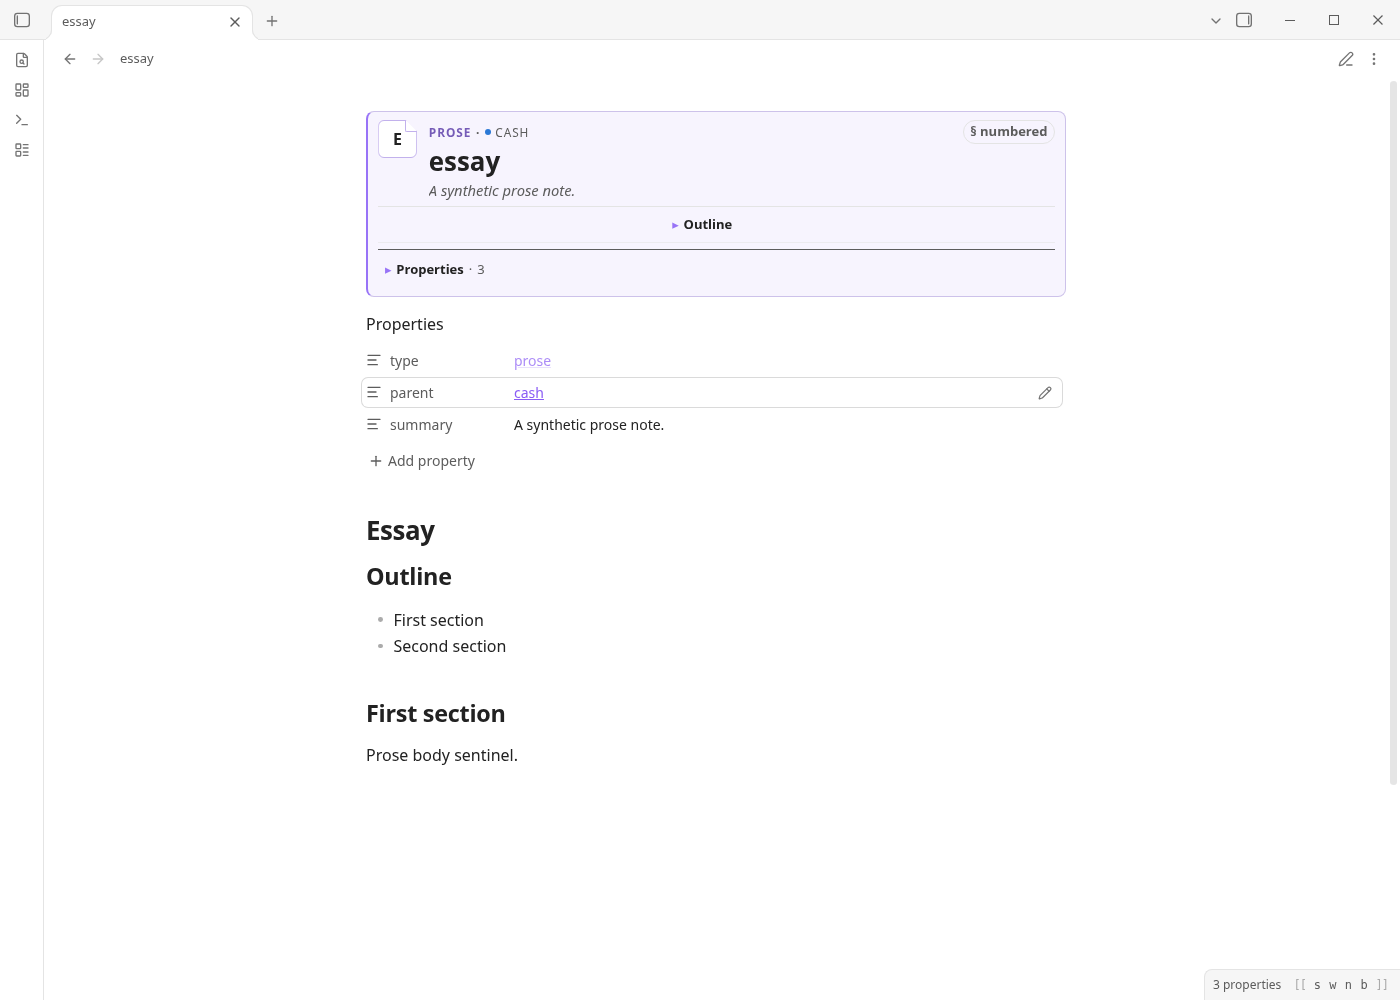 essay
essay
E
PROSE · CASH
§ numbered
essay
A synthetic prose note.
▸ Outline
▸ Properties · 3
Properties
type prose
parent cash
summary A synthetic prose note.
Add property
Essay
Outline
• First section
• Second section
First section
Prose body sentinel.
3 properties [[ s w n b ]]